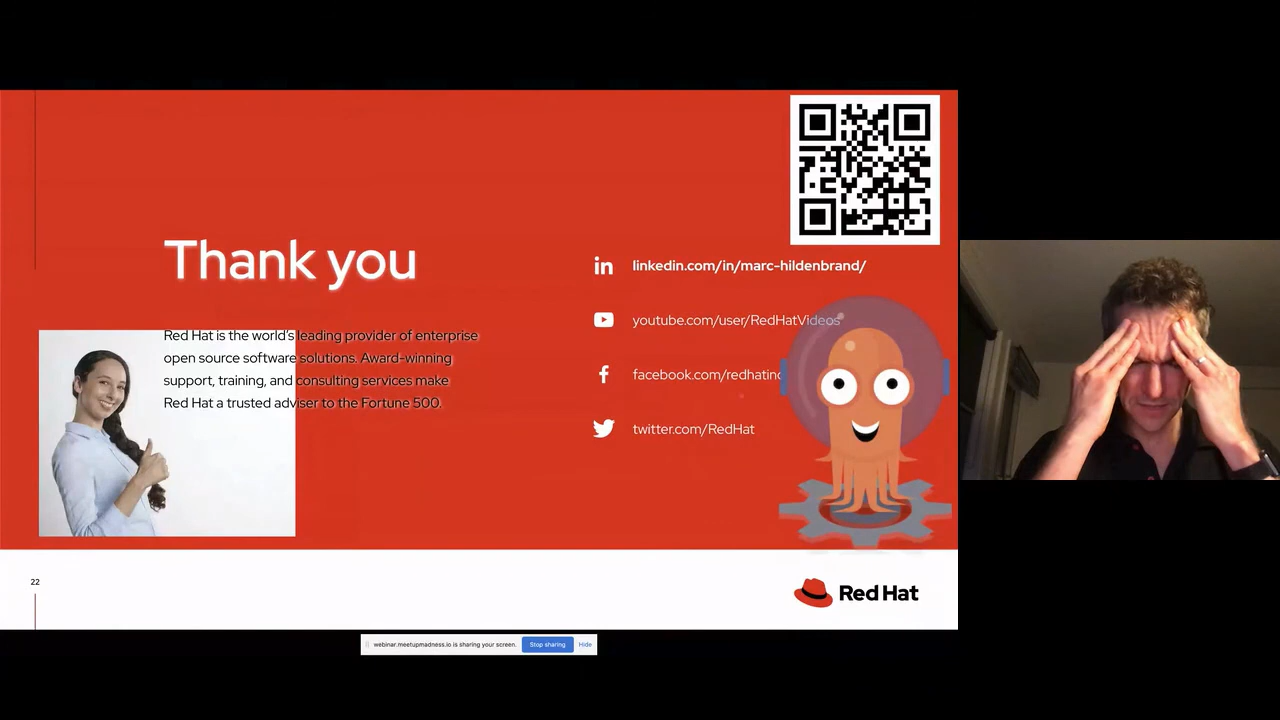 Thank you
Red Hat is the world's leading provider of enterprise
open source software solutions. Award-winning
support, training, and consulting services make
Red Hat a trusted adviser to the Fortune 500.
in linkedin.com/in/marc-hildenbrand/
youtube.com/user/RedHatVideos
f facebook.com/redhatinc
twitter.com/RedHat
22
Red Hat
webinar.meetupmadness.io is sharing your screen. Stop sharing Hide